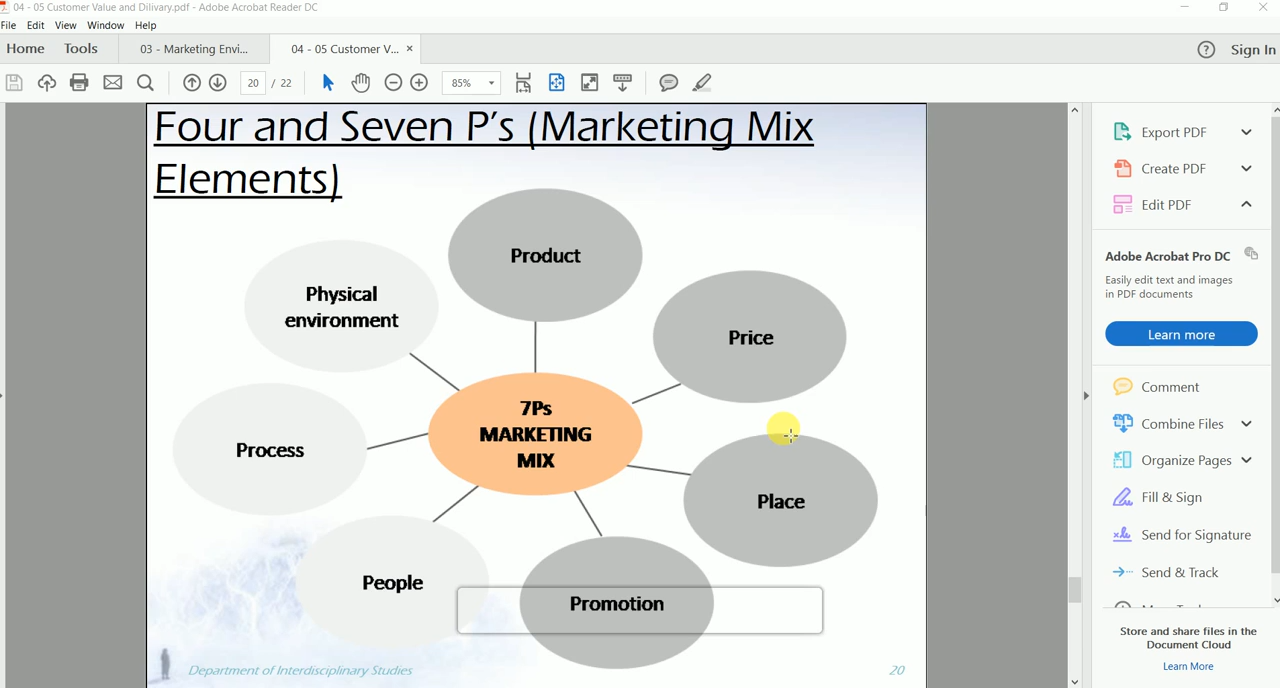 04 - 05 Customer Value and Dilivary.pdf - Adobe Acrobat Reader DC
File Edit View Window Help
Home Tools 03 - Marketing Envi... 04 - 05 Customer V... × Sign In
20 / 22 85%
Four and Seven P's (Marketing Mix
Elements)
Product
Physical
environment
Price
7Ps
MARKETING
MIX
Process
Place
People
Promotion
Department of Interdisciplinary Studies 20
Export PDF
Create PDF
Edit PDF
Adobe Acrobat Pro DC
Easily edit text and images
in PDF documents
Learn more
Comment
Combine Files
Organize Pages
Fill & Sign
Send for Signature
Send & Track
Store and share files in the
Document Cloud
Learn More